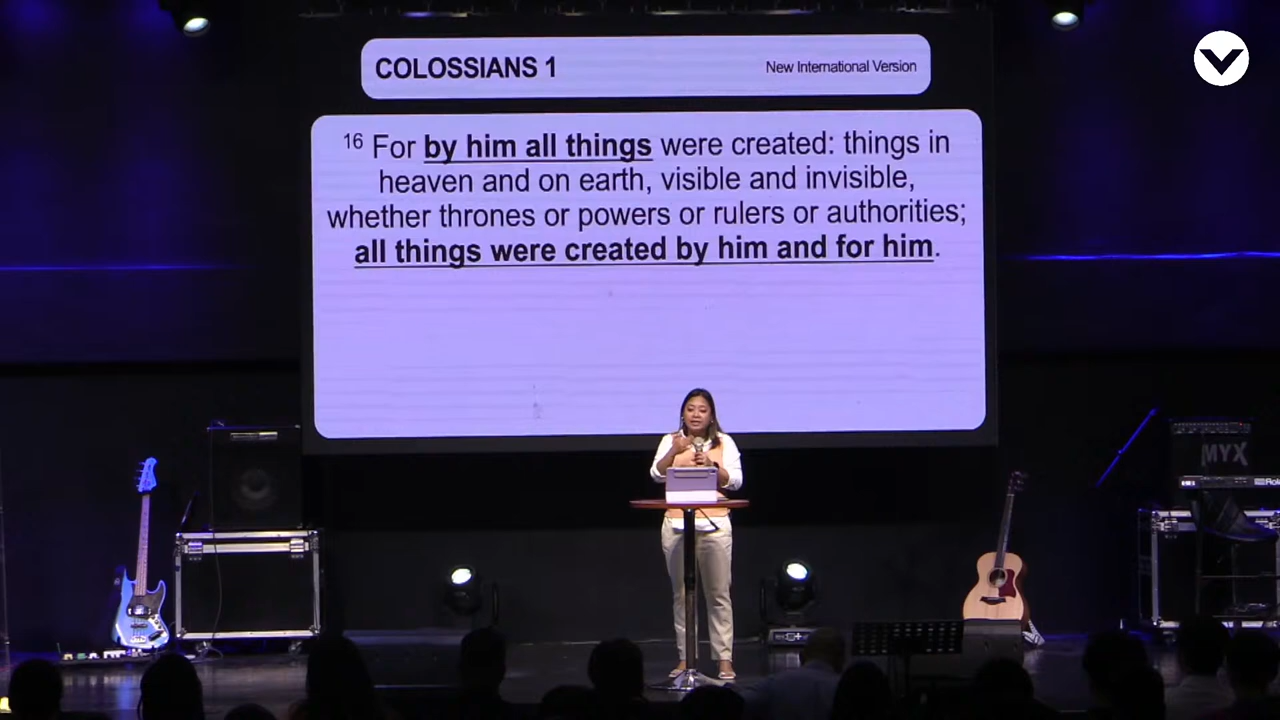 COLOSSIANS 1
New International Version
16 For by him all things were created: things in
heaven and on earth, visible and invisible,
whether thrones or powers or rulers or authorities;
all things were created by him and for him.
MYX